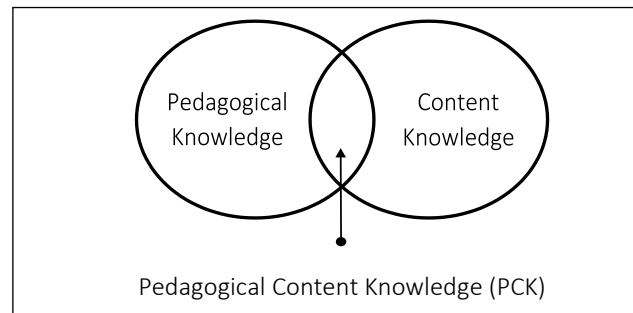 Pedagogical
Knowledge
Content
Knowledge
Pedagogical Content Knowledge (PCK)